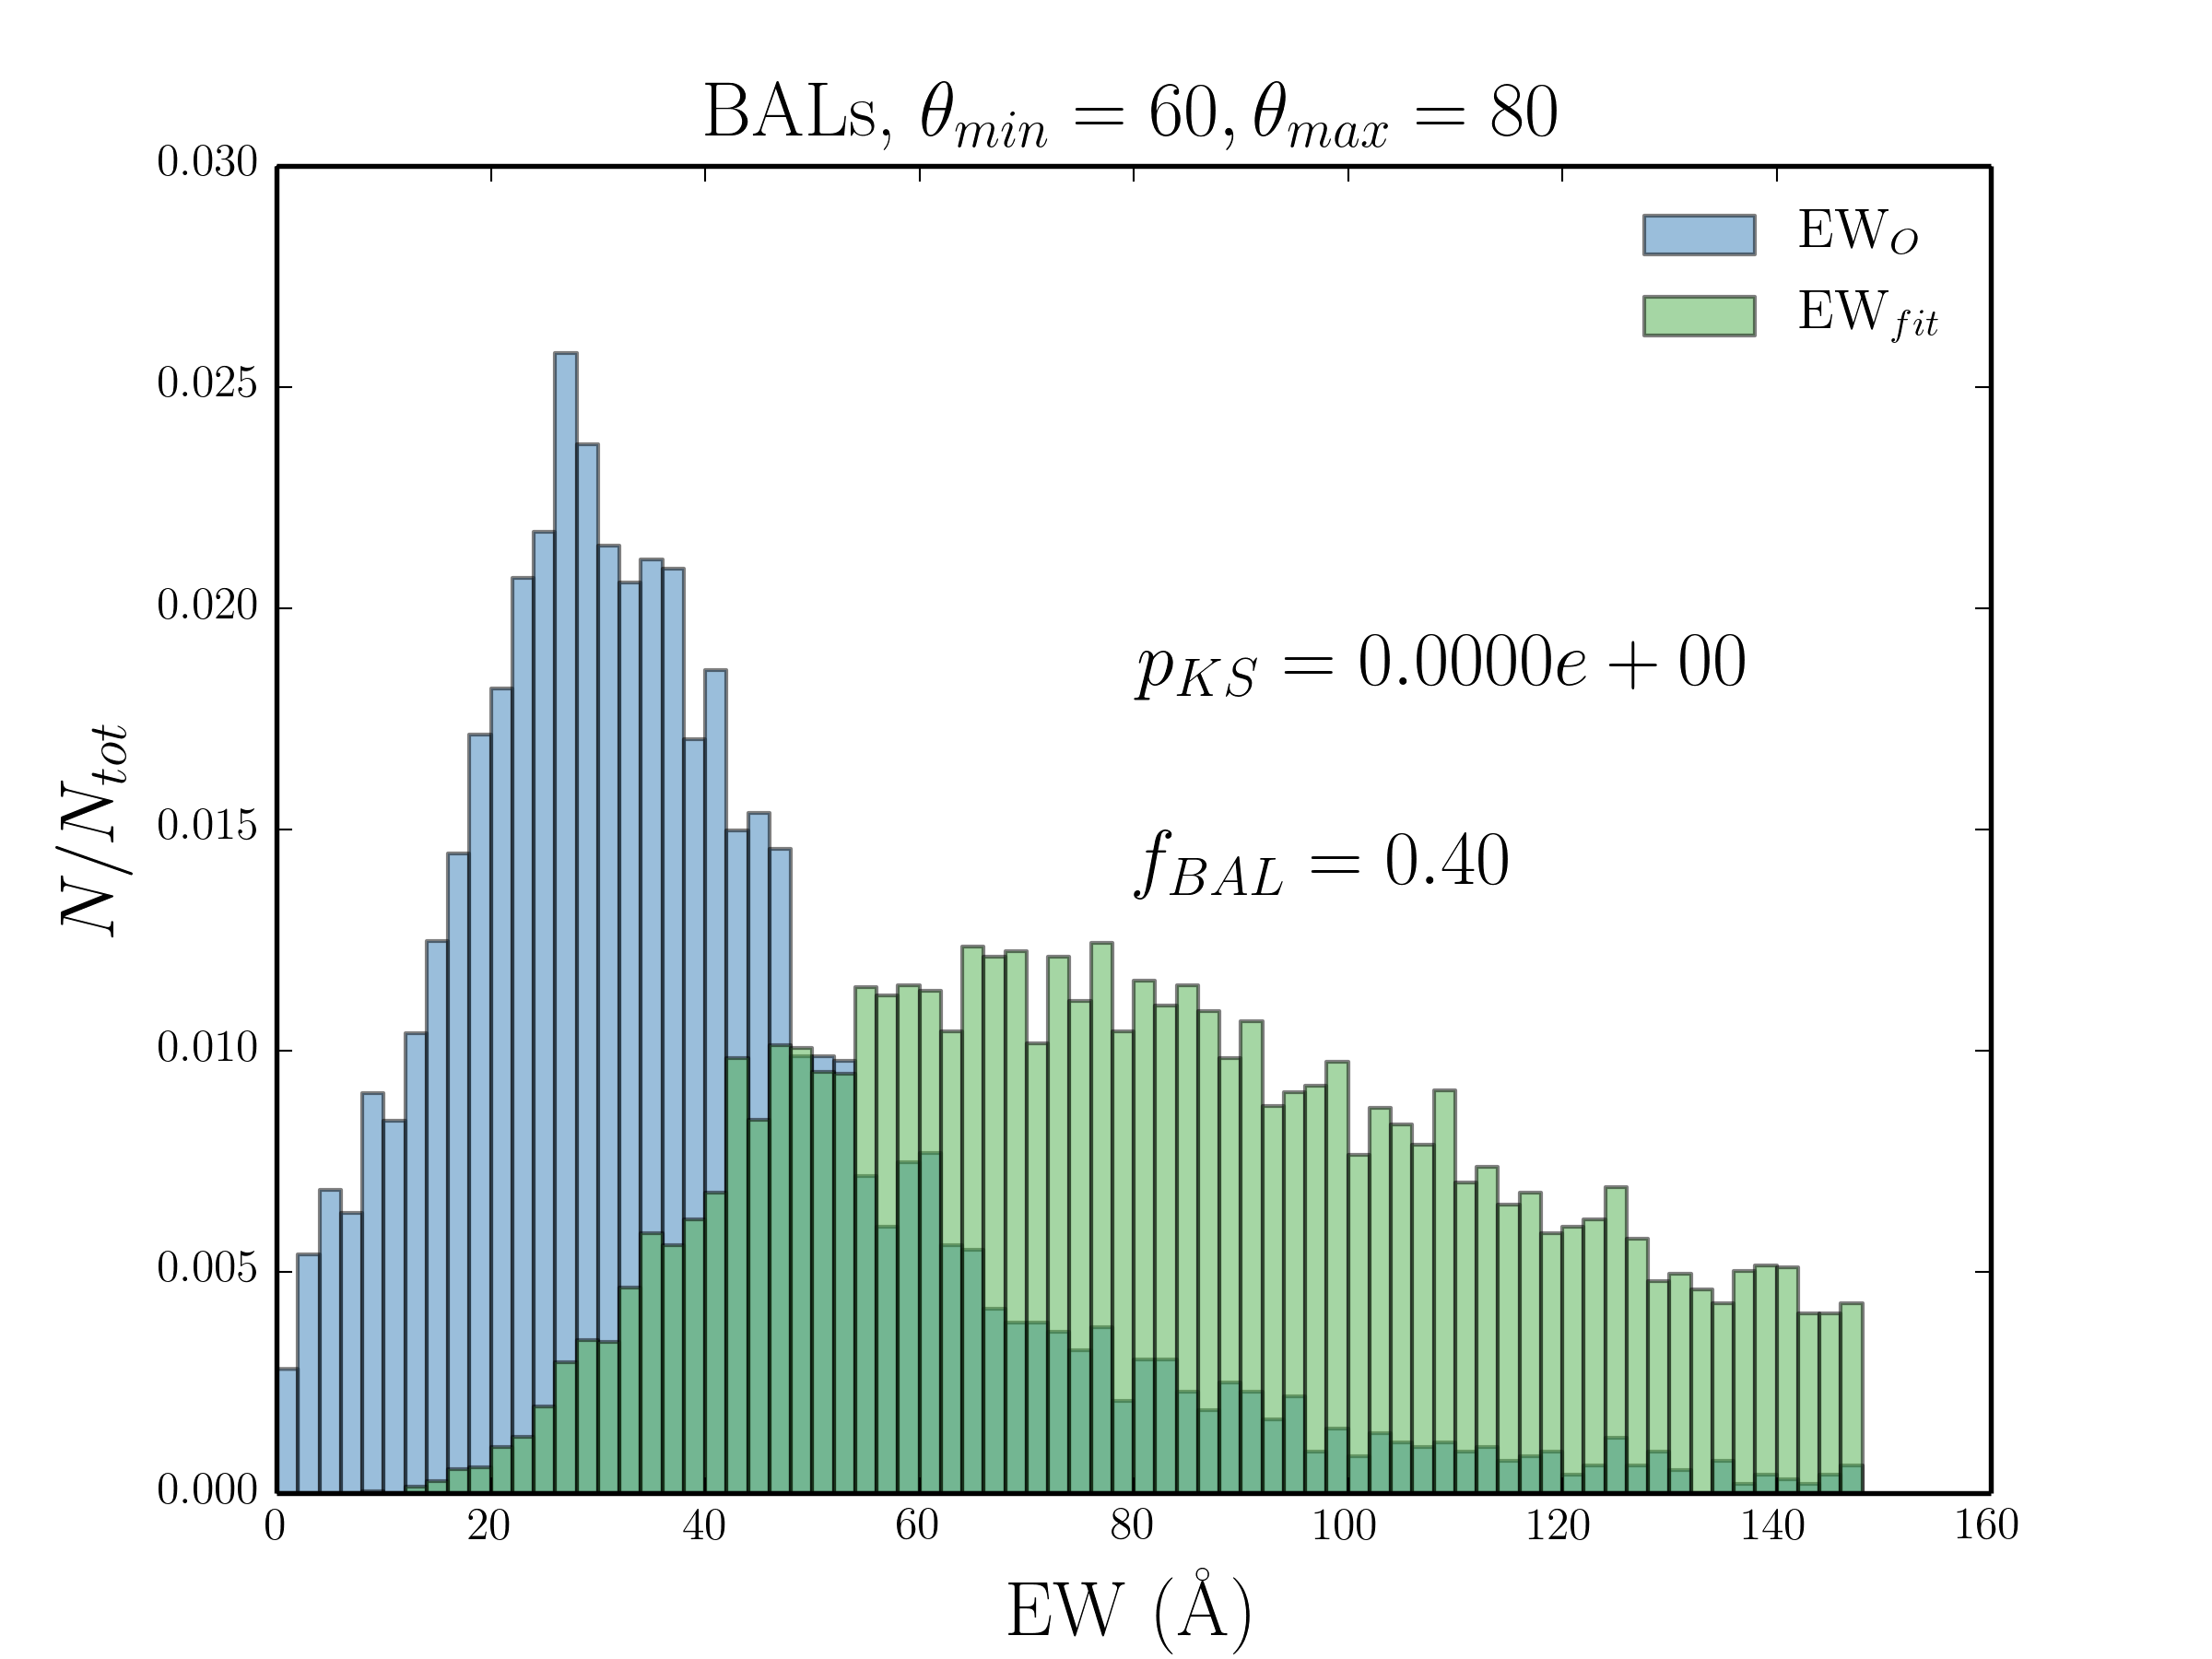 BALs, θ_min = 60, θ_max = 80
0.030
0.025
0.020
0.015
0.010
0.005
0.000
N/N_tot
EW_O
EW_fit
p_KS = 0.0000e + 00
f_BAL = 0.40
0 20 40 60 80 100 120 140 160
EW (Å)